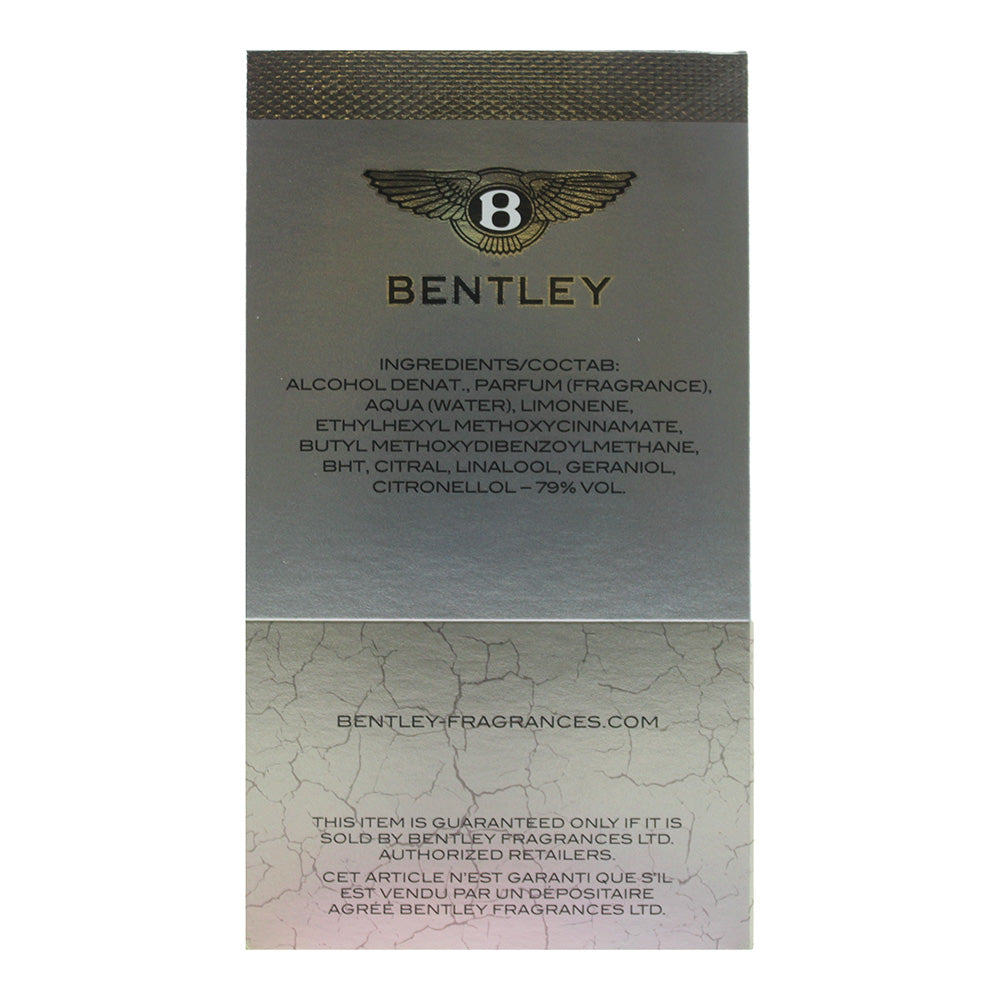 B
BENTLEY
INGREDIENTS/COCTAB:
ALCOHOL DENAT., PARFUM (FRAGRANCE),
AQUA (WATER), LIMONENE,
ETHYLHEXYL METHOXYCINNAMATE,
BUTYL METHOXYDIBENZOYLMETHANE,
BHT, CITRAL, LINALOOL, GERANIOL,
CITRONELLOL – 79% VOL.
BENTLEY-FRAGRANCES.COM
THIS ITEM IS GUARANTEED ONLY IF IT IS
SOLD BY BENTLEY FRAGRANCES LTD.
AUTHORIZED RETAILERS.
CET ARTICLE N'EST GARANTI QUE S'IL
EST VENDU PAR UN DÉPOSITAIRE
AGRÉÉ BENTLEY FRAGRANCES LTD.